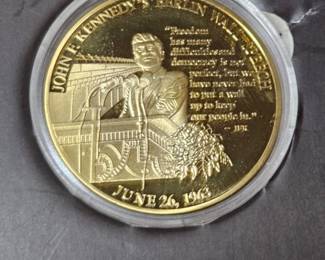 JOHN F. KENNEDY'S BERLIN WALL SPEECH
"Freedom
has many
difficulties and
democracy is not
perfect, but we
have never had
to put a wall
up to keep
our people in."
- JFK
JUNE 26, 1963